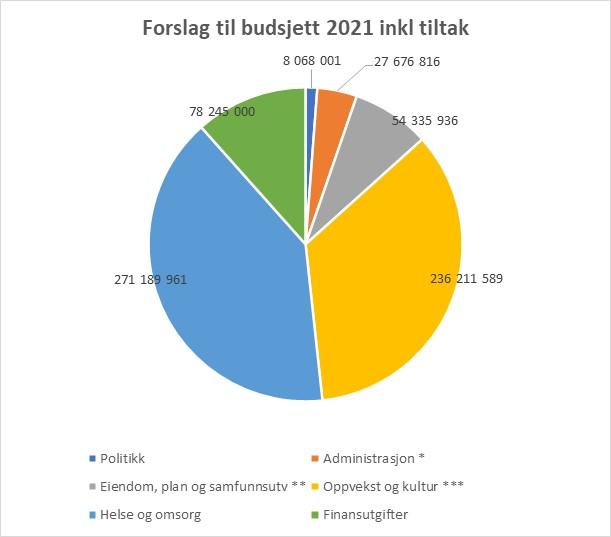 Forslag til budsjett 2021 inkl tiltak
8 068 001
27 676 816
78 245 000
54 335 936
271 189 961
236 211 589
Politikk
Administrasjon *
Eiendom, plan og samfunnsutv **
Oppvekst og kultur ***
Helse og omsorg
Finansutgifter